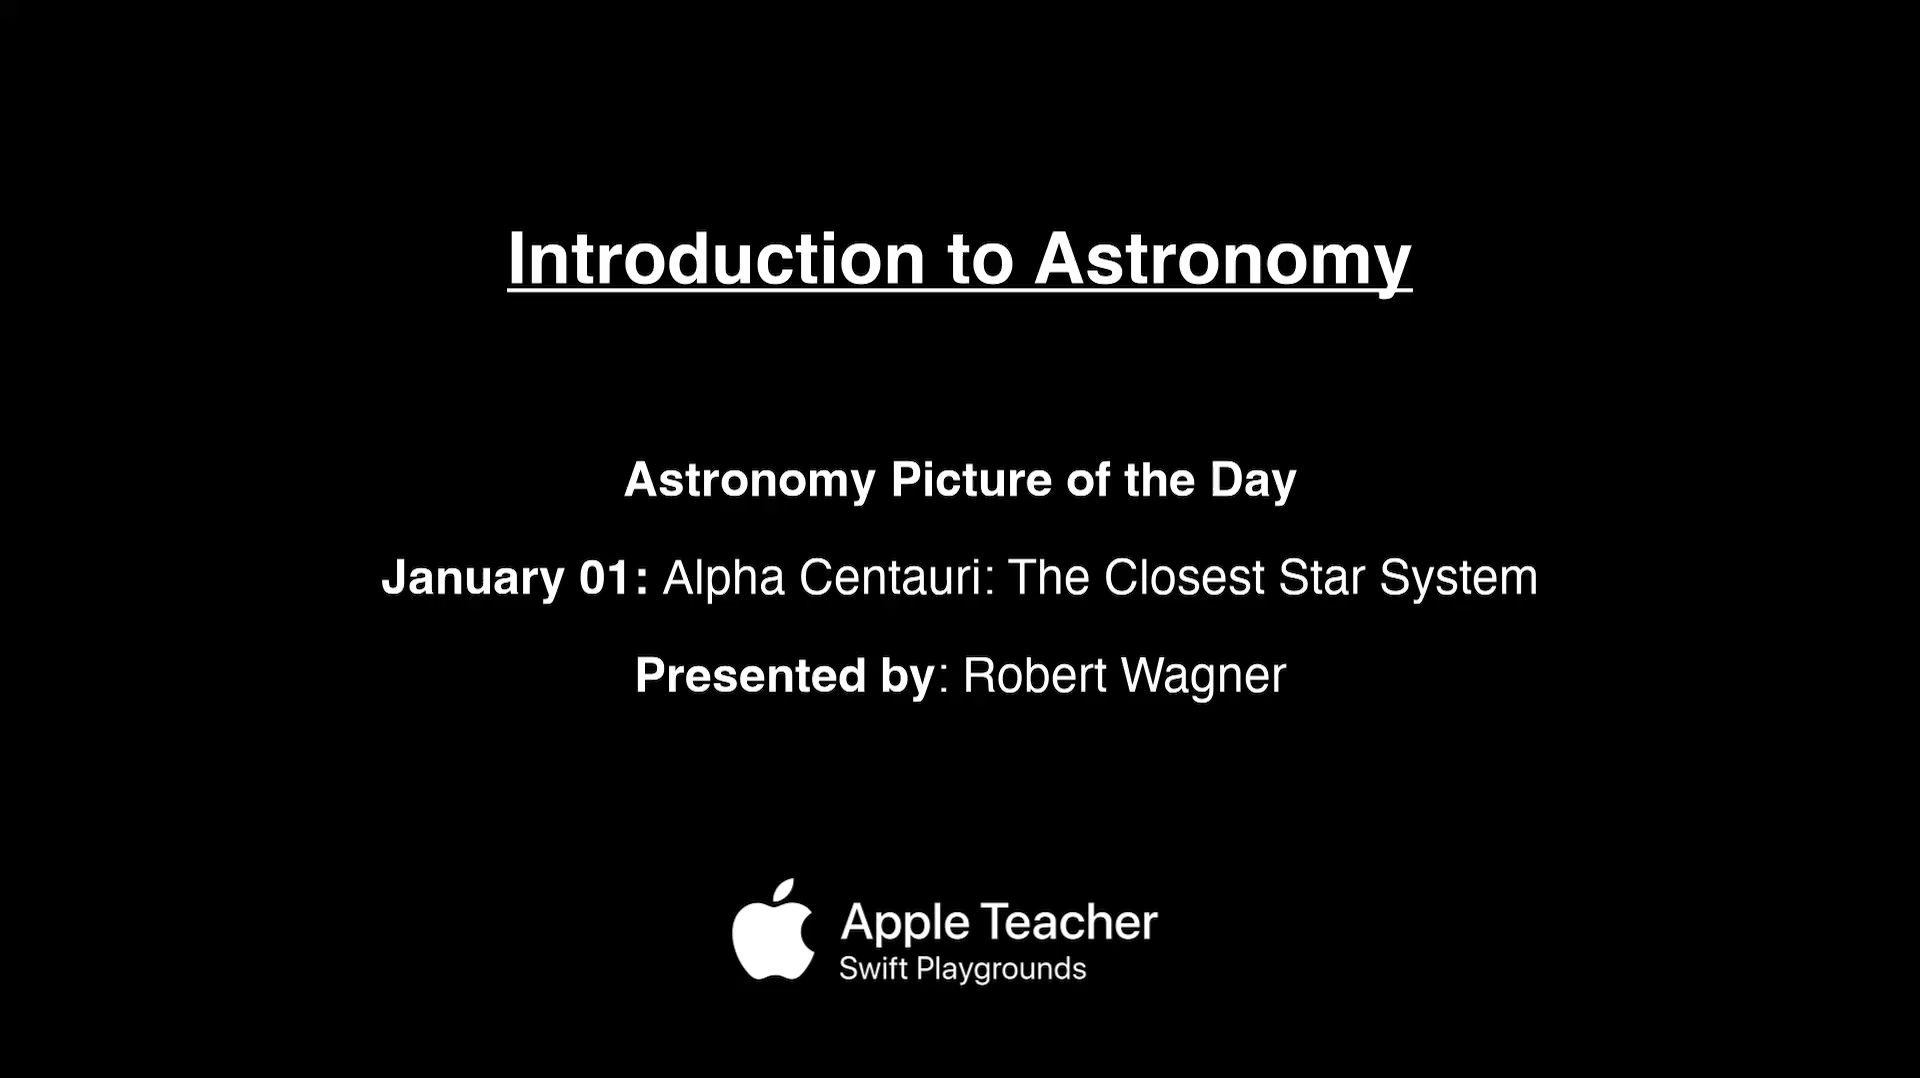 Introduction to Astronomy
Astronomy Picture of the Day
January 01: Alpha Centauri: The Closest Star System
Presented by: Robert Wagner
Apple Teacher
Swift Playgrounds